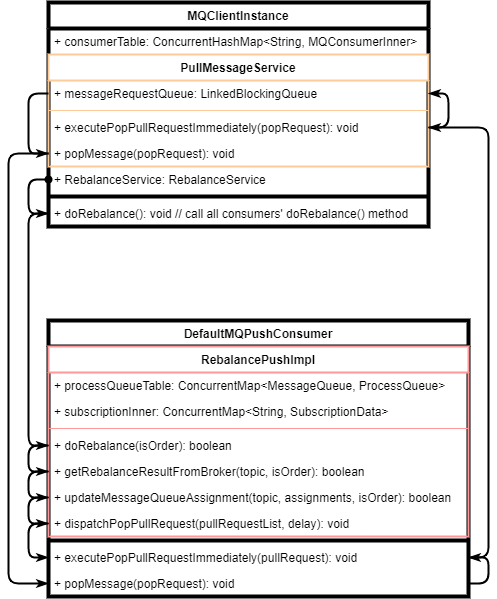 MQClientInstance
+ consumerTable: ConcurrentHashMap<String, MQConsumerInner>
PullMessageService
+ messageRequestQueue: LinkedBlockingQueue
+ executePopPullRequestImmediately(popRequest): void
+ popMessage(popRequest): void
+ RebalanceService: RebalanceService
+ doRebalance(): void // call all consumers' doRebalance() method
DefaultMQPushConsumer
RebalancePushImpl
+ processQueueTable: ConcurrentMap<MessageQueue, ProcessQueue>
+ subscriptionInner: ConcurrentMap<String, SubscriptionData>
+ doRebalance(isOrder): boolean
+ getRebalanceResultFromBroker(topic, isOrder): boolean
+ updateMessageQueueAssignment(topic, assignments, isOrder): boolean
+ dispatchPopPullRequest(pullRequestList, delay): void
+ executePopPullRequestImmediately(pullRequest): void
+ popMessage(popRequest): void